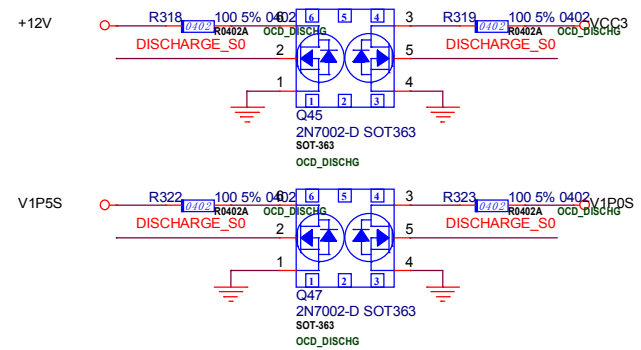 +12V R318 0402 100 5% 0402 R0402A OCD_DISCHG 6 5 4 3 R319 0402 100 5% 0402 R0402A OCD_DISCHG VCC3
DISCHARGE_S0 2 5 DISCHARGE_S0
1 4
1 2 3
Q45
2N7002-D SOT363
SOT-363
OCD_DISCHG
V1P5S R322 0402 100 5% 0402 R0402A OCD_DISCHG 6 6 5 4 3 R323 0402 100 5% 0402 R0402A OCD_DISCHG V1P0S
DISCHARGE_S0 2 5 DISCHARGE_S0
1 4
1 2 3
Q47
2N7002-D SOT363
SOT-363
OCD_DISCHG